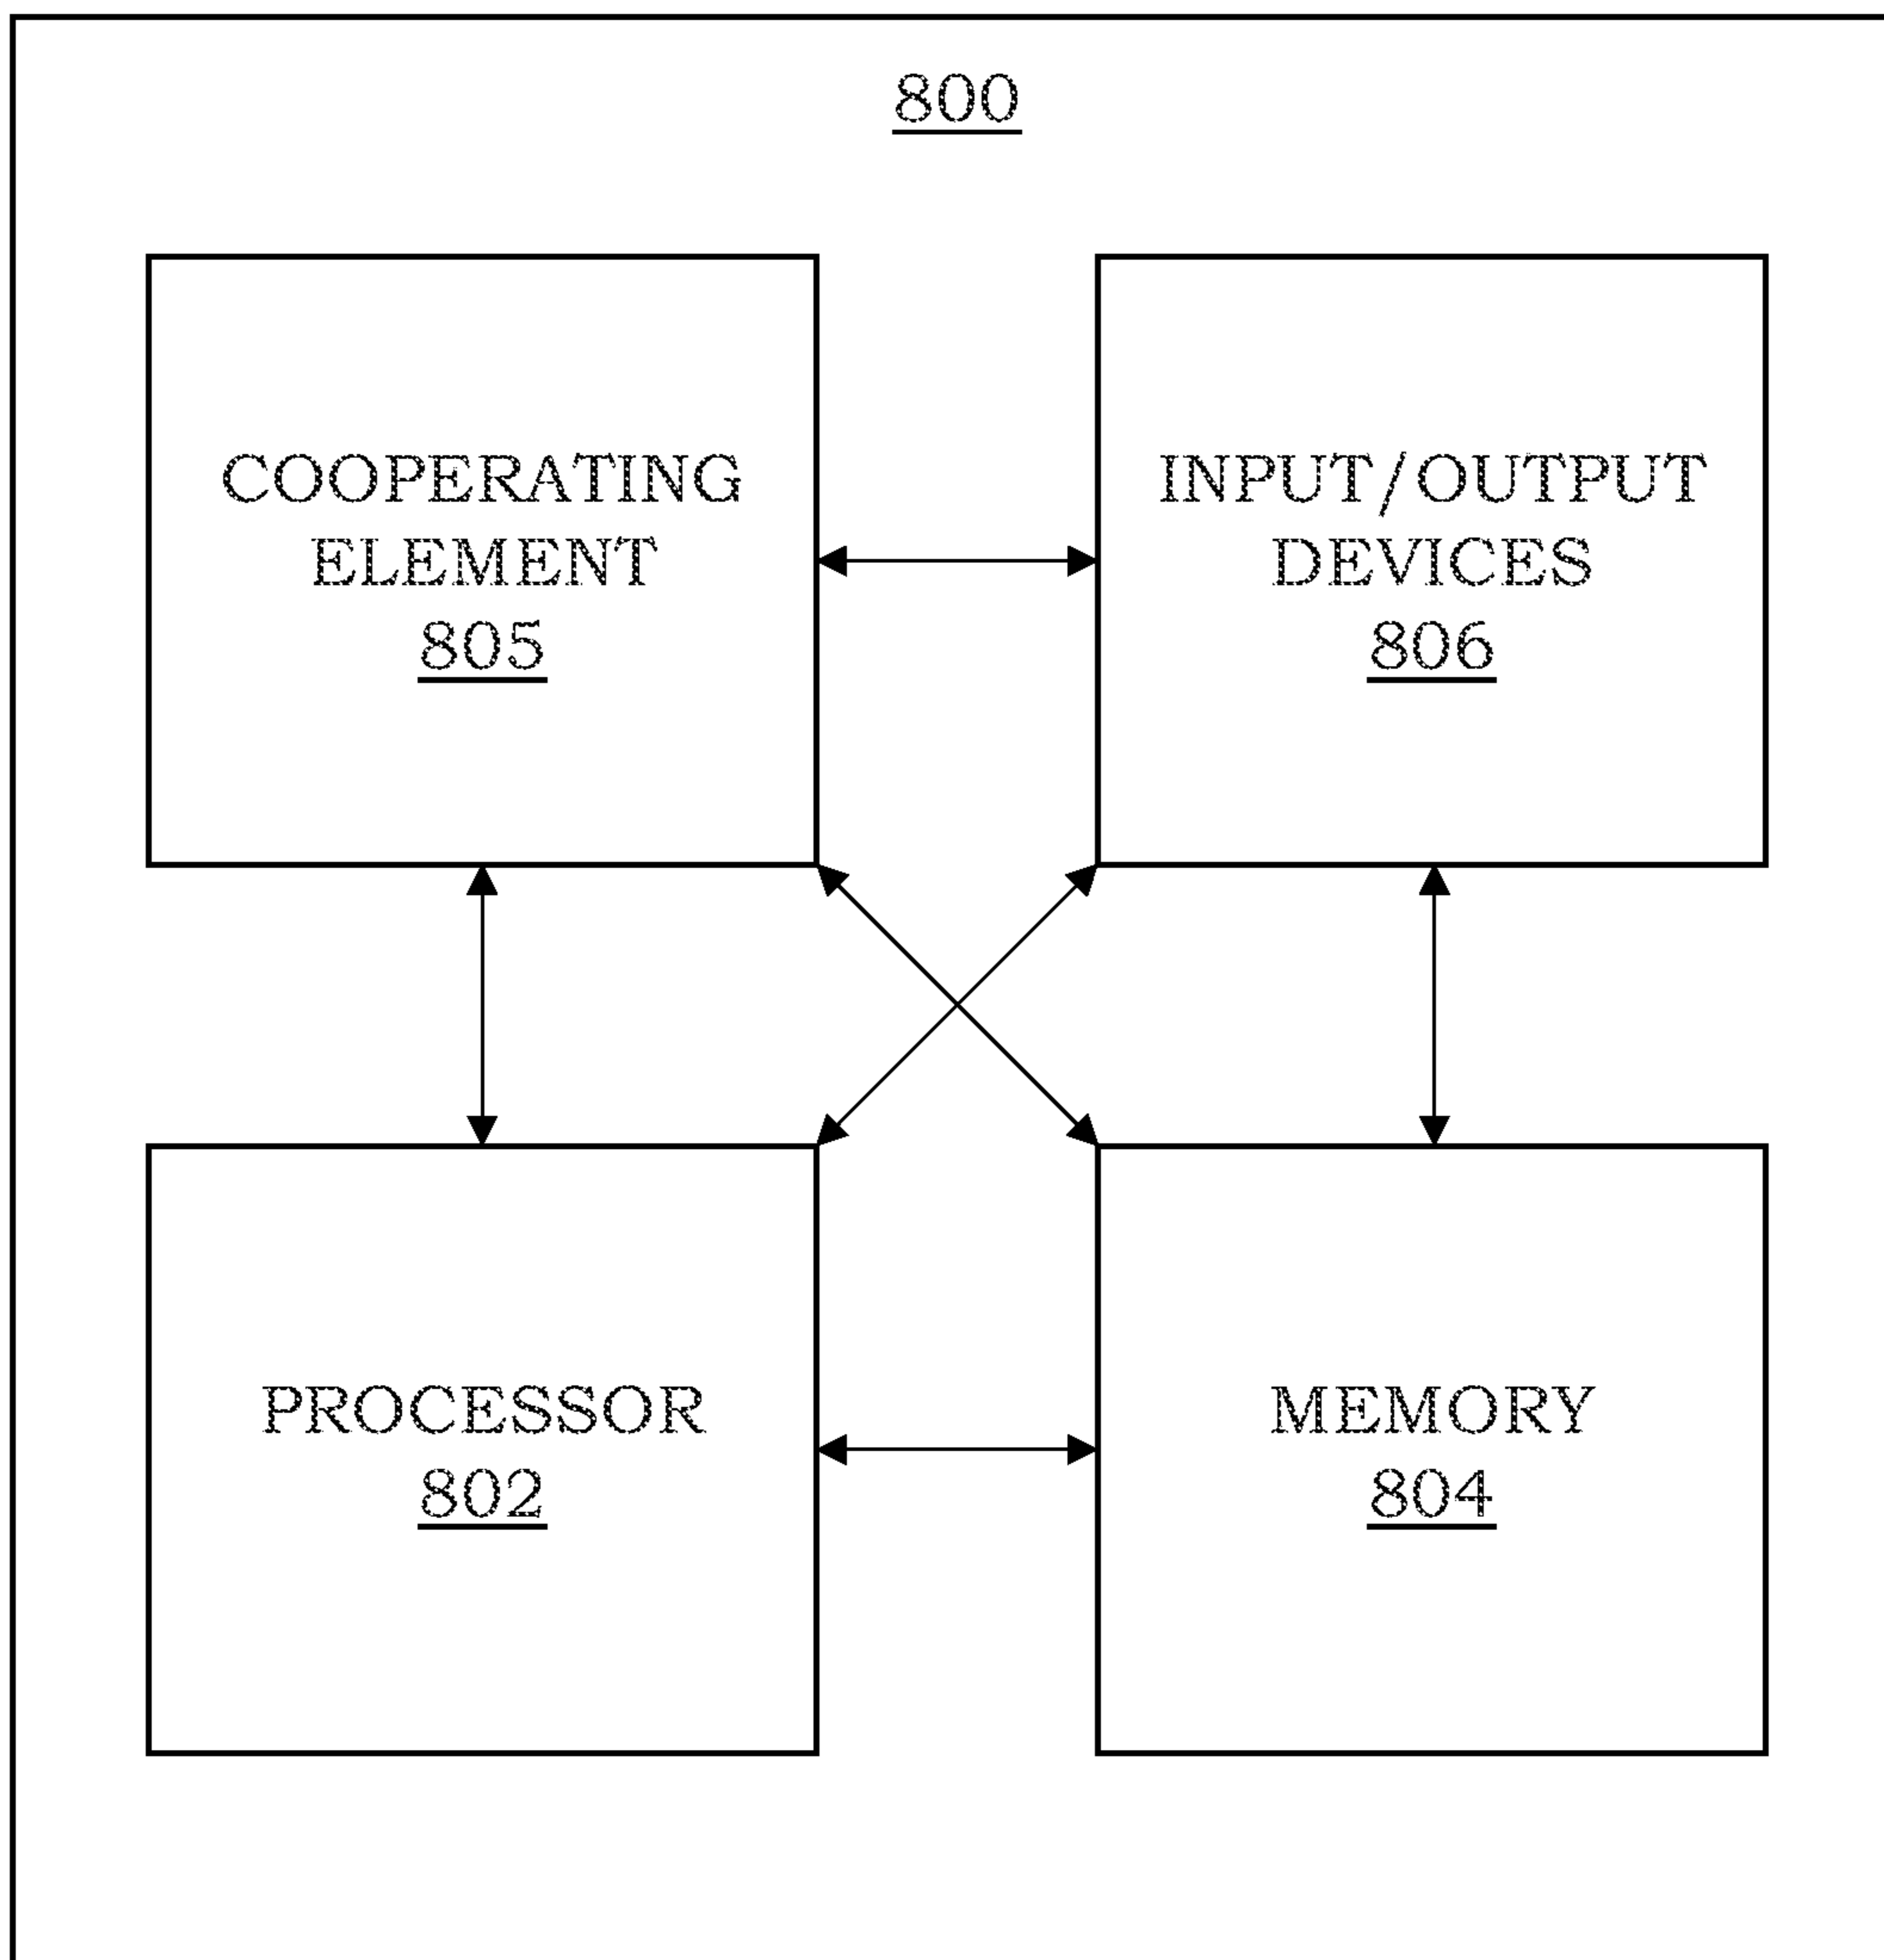 800
COOPERATING
ELEMENT
805
INPUT/OUTPUT
DEVICES
806
PROCESSOR
802
MEMORY
804